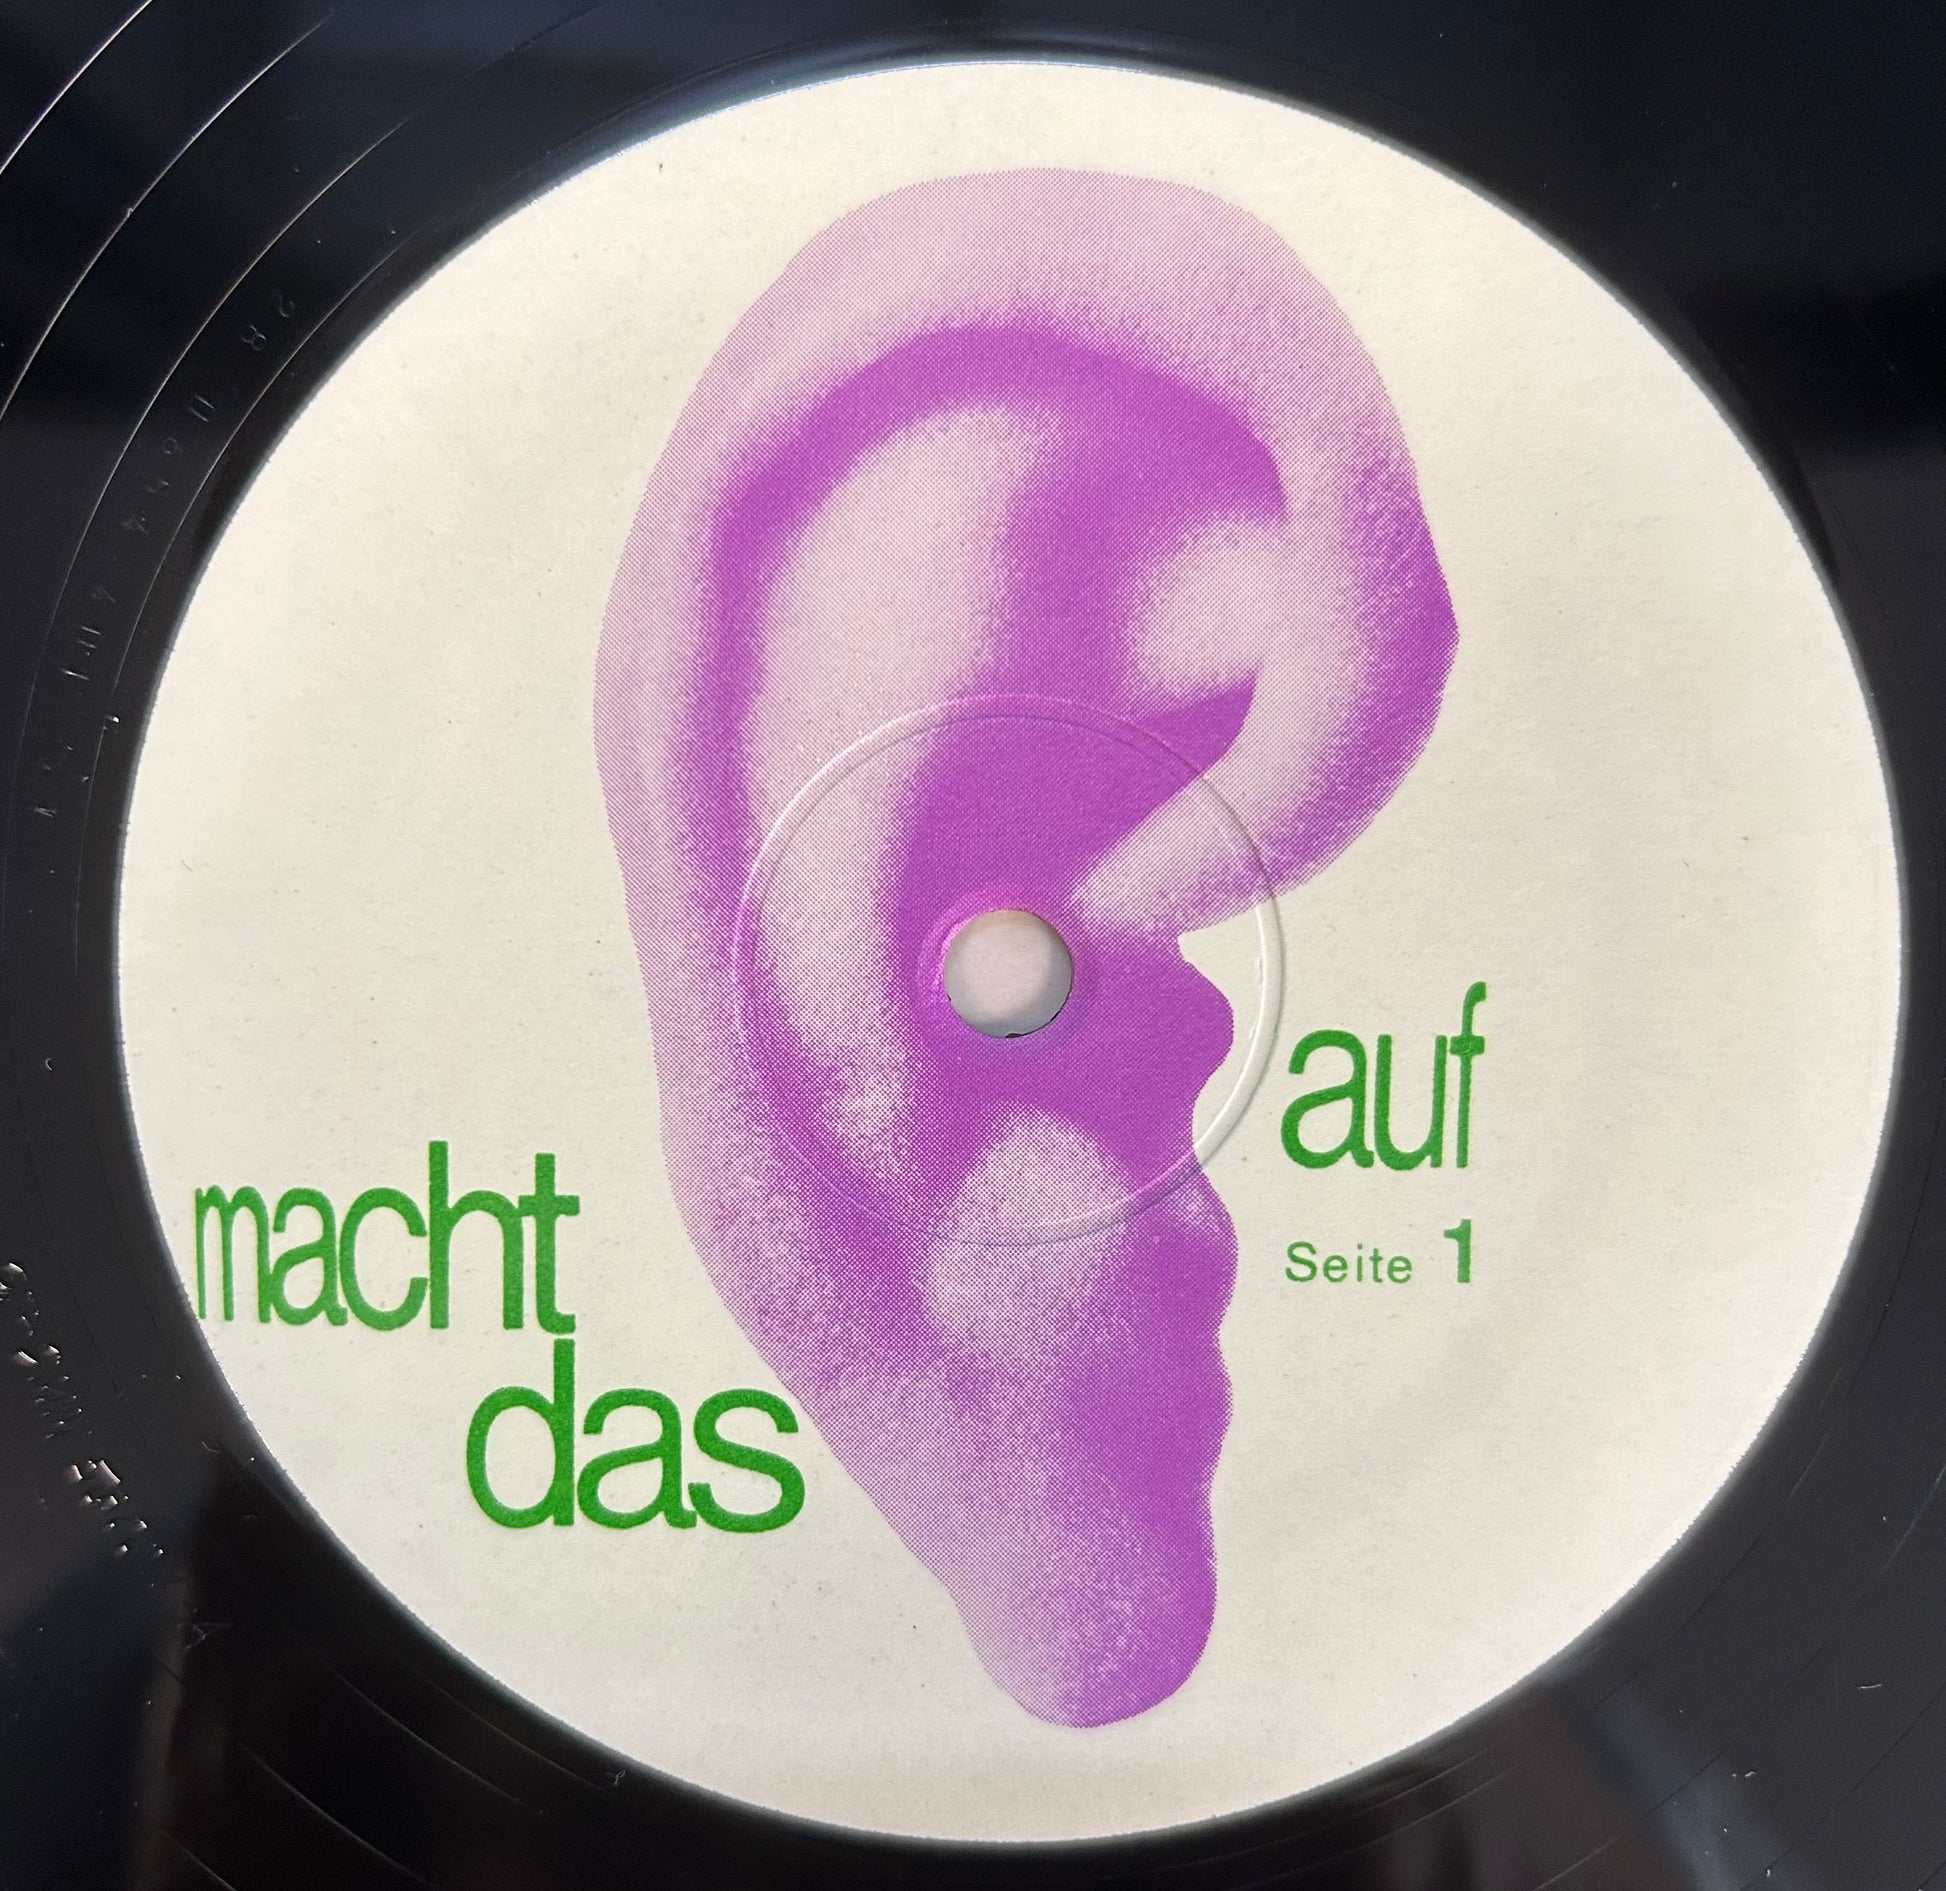 macht
das
auf
Seite 1